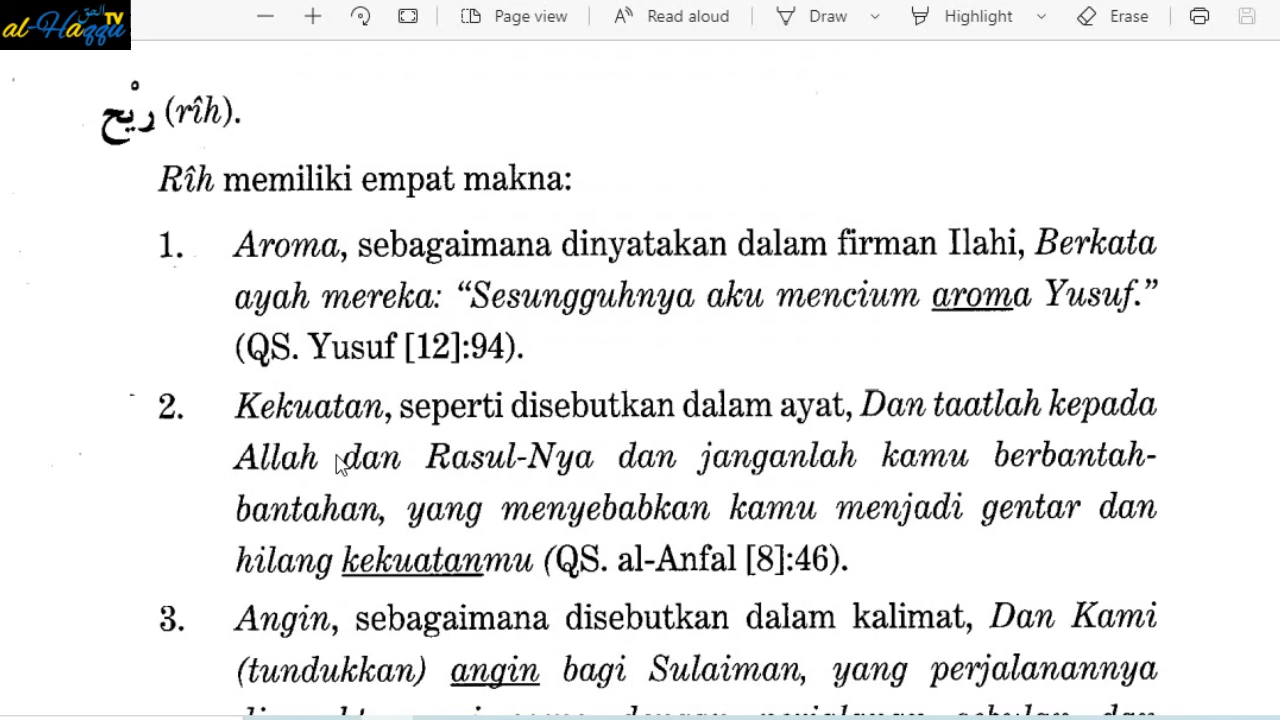 الحق TV
al-Haqqu
Page view
Read aloud
Draw
Highlight
Erase
رِيْح (rîh).
Rîh memiliki empat makna:
1. Aroma, sebagaimana dinyatakan dalam firman Ilahi, Berkata
ayah mereka: “Sesungguhnya aku mencium aroma Yusuf.”
(QS. Yusuf [12]:94).
2. Kekuatan, seperti disebutkan dalam ayat, Dan taatlah kepada
Allah dan Rasul-Nya dan janganlah kamu berbantah-
bantahan, yang menyebabkan kamu menjadi gentar dan
hilang kekuatanmu (QS. al-Anfal [8]:46).
3. Angin, sebagaimana disebutkan dalam kalimat, Dan Kami
(tundukkan) angin bagi Sulaiman, yang perjalanannya